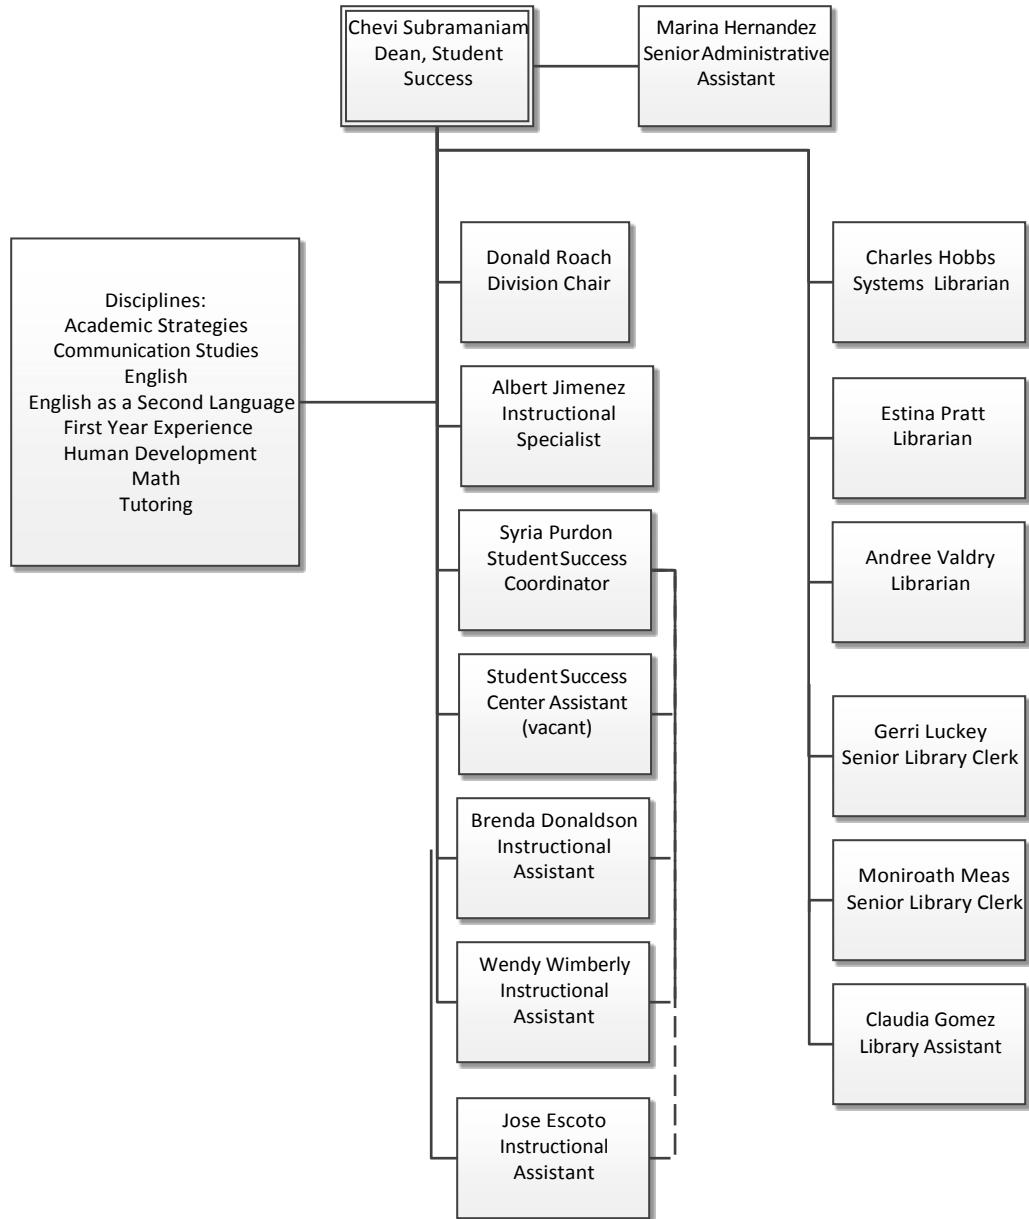 Chevi Subramaniam
Dean, Student
Success
Marina Hernandez
Senior Administrative
Assistant
Disciplines:
Academic Strategies
Communication Studies
English
English as a Second Language
First Year Experience
Human Development
Math
Tutoring
Donald Roach
Division Chair
Albert Jimenez
Instructional
Specialist
Syria Purdon
Student Success
Coordinator
Student Success
Center Assistant
(vacant)
Brenda Donaldson
Instructional
Assistant
Wendy Wimberly
Instructional
Assistant
Jose Escoto
Instructional
Assistant
Charles Hobbs
Systems Librarian
Estina Pratt
Librarian
Andree Valdry
Librarian
Gerri Luckey
Senior Library Clerk
Moniroath Meas
Senior Library Clerk
Claudia Gomez
Library Assistant